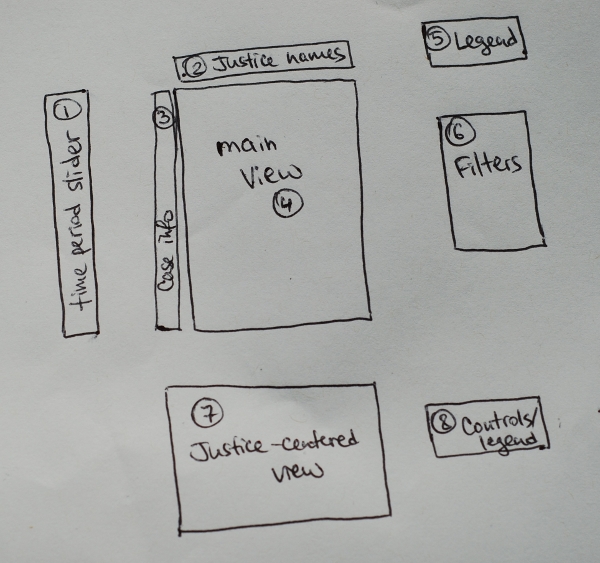 ① time period slider
② Justice names
③ Case info
main
View
④
⑤ Legend
⑥
Filters
⑦
Justice-centered
view
⑧ Controls/
legend